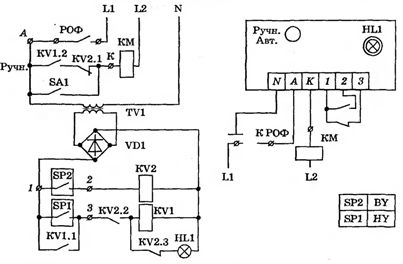 L1 L2 N
A
РОФ
KV1.2
KV2.1
К
КМ
Ручн.
SA1
TV1
VD1
SP2
1
2
KV2
SP1
3
KV2.2
KV1
KV1.1
KV2.3
HL1
Ручн.
Авт.
HL1
N A К 1 2 3
К РОФ
КМ
L1
L2
SP2 ВУ
SP1 НУ